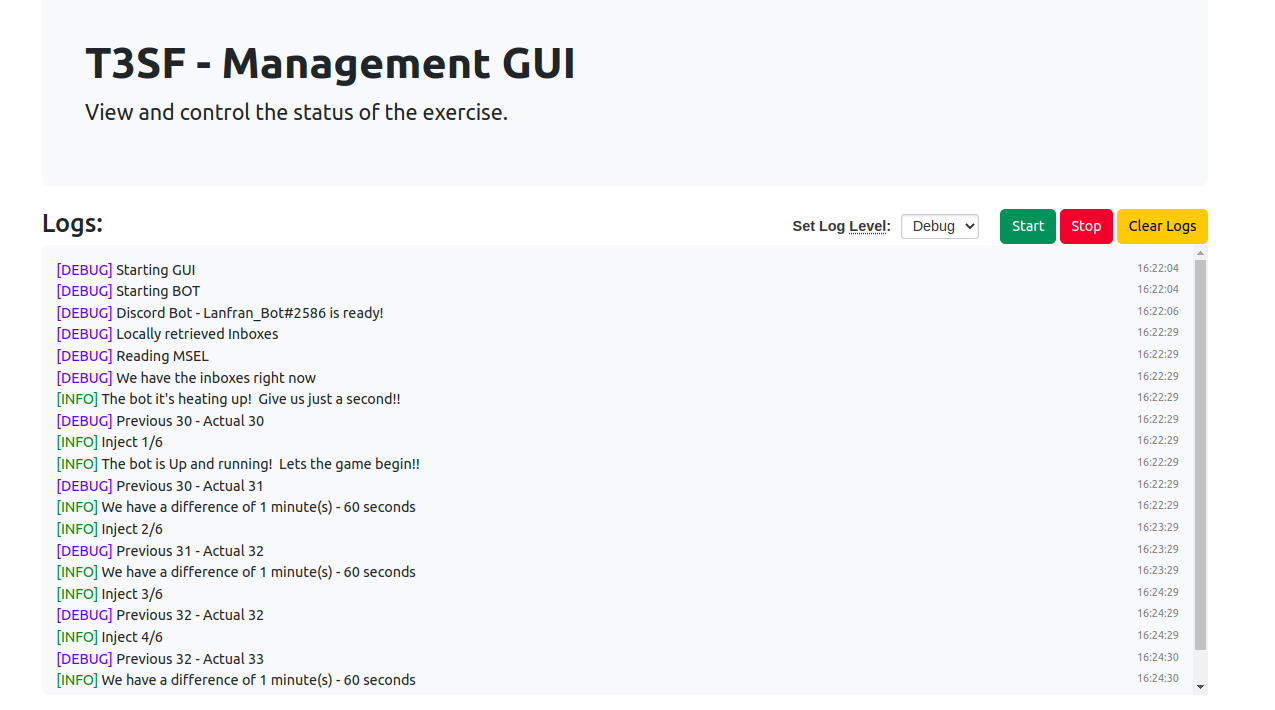 T3SF - Management GUI
View and control the status of the exercise.
Logs: Set Log Level: Debug Start Stop Clear Logs
[DEBUG] Starting GUI 16:22:04
[DEBUG] Starting BOT 16:22:04
[DEBUG] Discord Bot - Lanfran_Bot#2586 is ready! 16:22:06
[DEBUG] Locally retrieved Inboxes 16:22:29
[DEBUG] Reading MSEL 16:22:29
[DEBUG] We have the inboxes right now 16:22:29
[INFO] The bot it's heating up!  Give us just a second!! 16:22:29
[DEBUG] Previous 30 - Actual 30 16:22:29
[INFO] Inject 1/6 16:22:29
[INFO] The bot is Up and running!  Lets the game begin!! 16:22:29
[DEBUG] Previous 30 - Actual 31 16:22:29
[INFO] We have a difference of 1 minute(s) - 60 seconds 16:22:29
[INFO] Inject 2/6 16:23:29
[DEBUG] Previous 31 - Actual 32 16:23:29
[INFO] We have a difference of 1 minute(s) - 60 seconds 16:23:29
[INFO] Inject 3/6 16:24:29
[DEBUG] Previous 32 - Actual 32 16:24:29
[INFO] Inject 4/6 16:24:29
[DEBUG] Previous 32 - Actual 33 16:24:30
[INFO] We have a difference of 1 minute(s) - 60 seconds 16:24:30